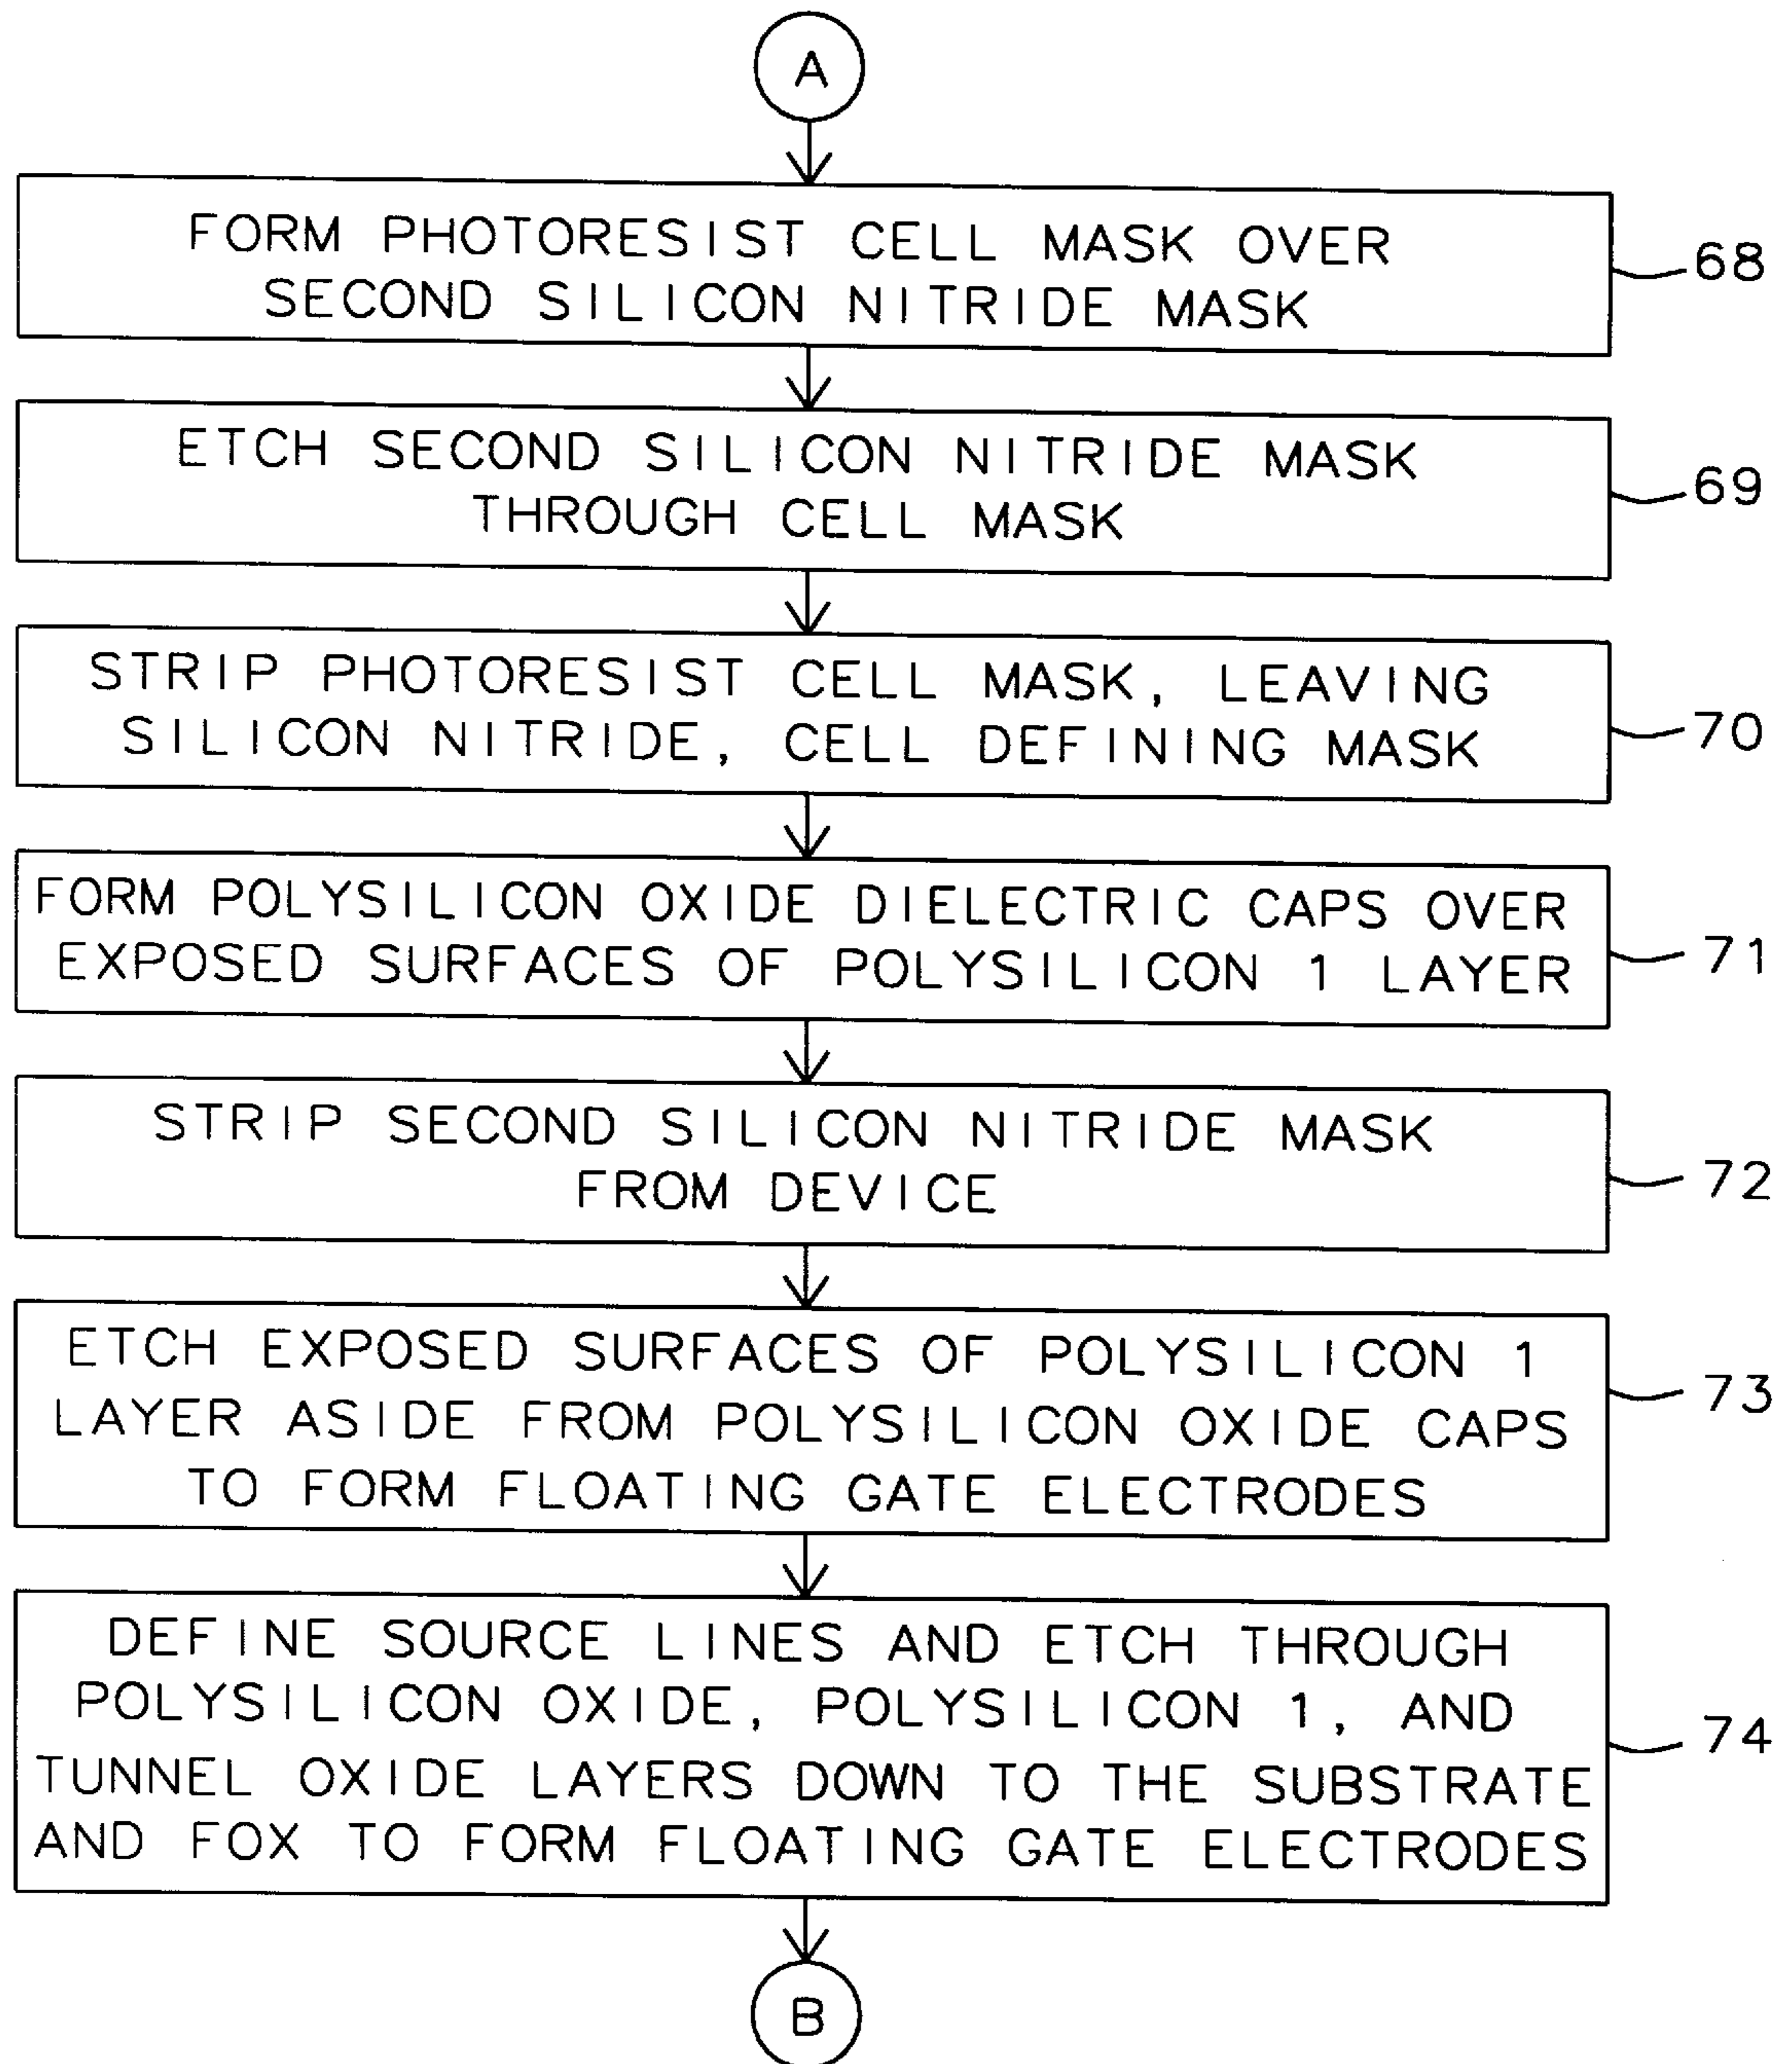 A
FORM PHOTORESIST CELL MASK OVER
SECOND SILICON NITRIDE MASK
68
ETCH SECOND SILICON NITRIDE MASK
THROUGH CELL MASK
69
STRIP PHOTORESIST CELL MASK, LEAVING
SILICON NITRIDE, CELL DEFINING MASK
70
FORM POLYSILICON OXIDE DIELECTRIC CAPS OVER
EXPOSED SURFACES OF POLYSILICON 1 LAYER
71
STRIP SECOND SILICON NITRIDE MASK
FROM DEVICE
72
ETCH EXPOSED SURFACES OF POLYSILICON 1
LAYER ASIDE FROM POLYSILICON OXIDE CAPS
TO FORM FLOATING GATE ELECTRODES
73
DEFINE SOURCE LINES AND ETCH THROUGH
POLYSILICON OXIDE, POLYSILICON 1, AND
TUNNEL OXIDE LAYERS DOWN TO THE SUBSTRATE
AND FOX TO FORM FLOATING GATE ELECTRODES
74
B